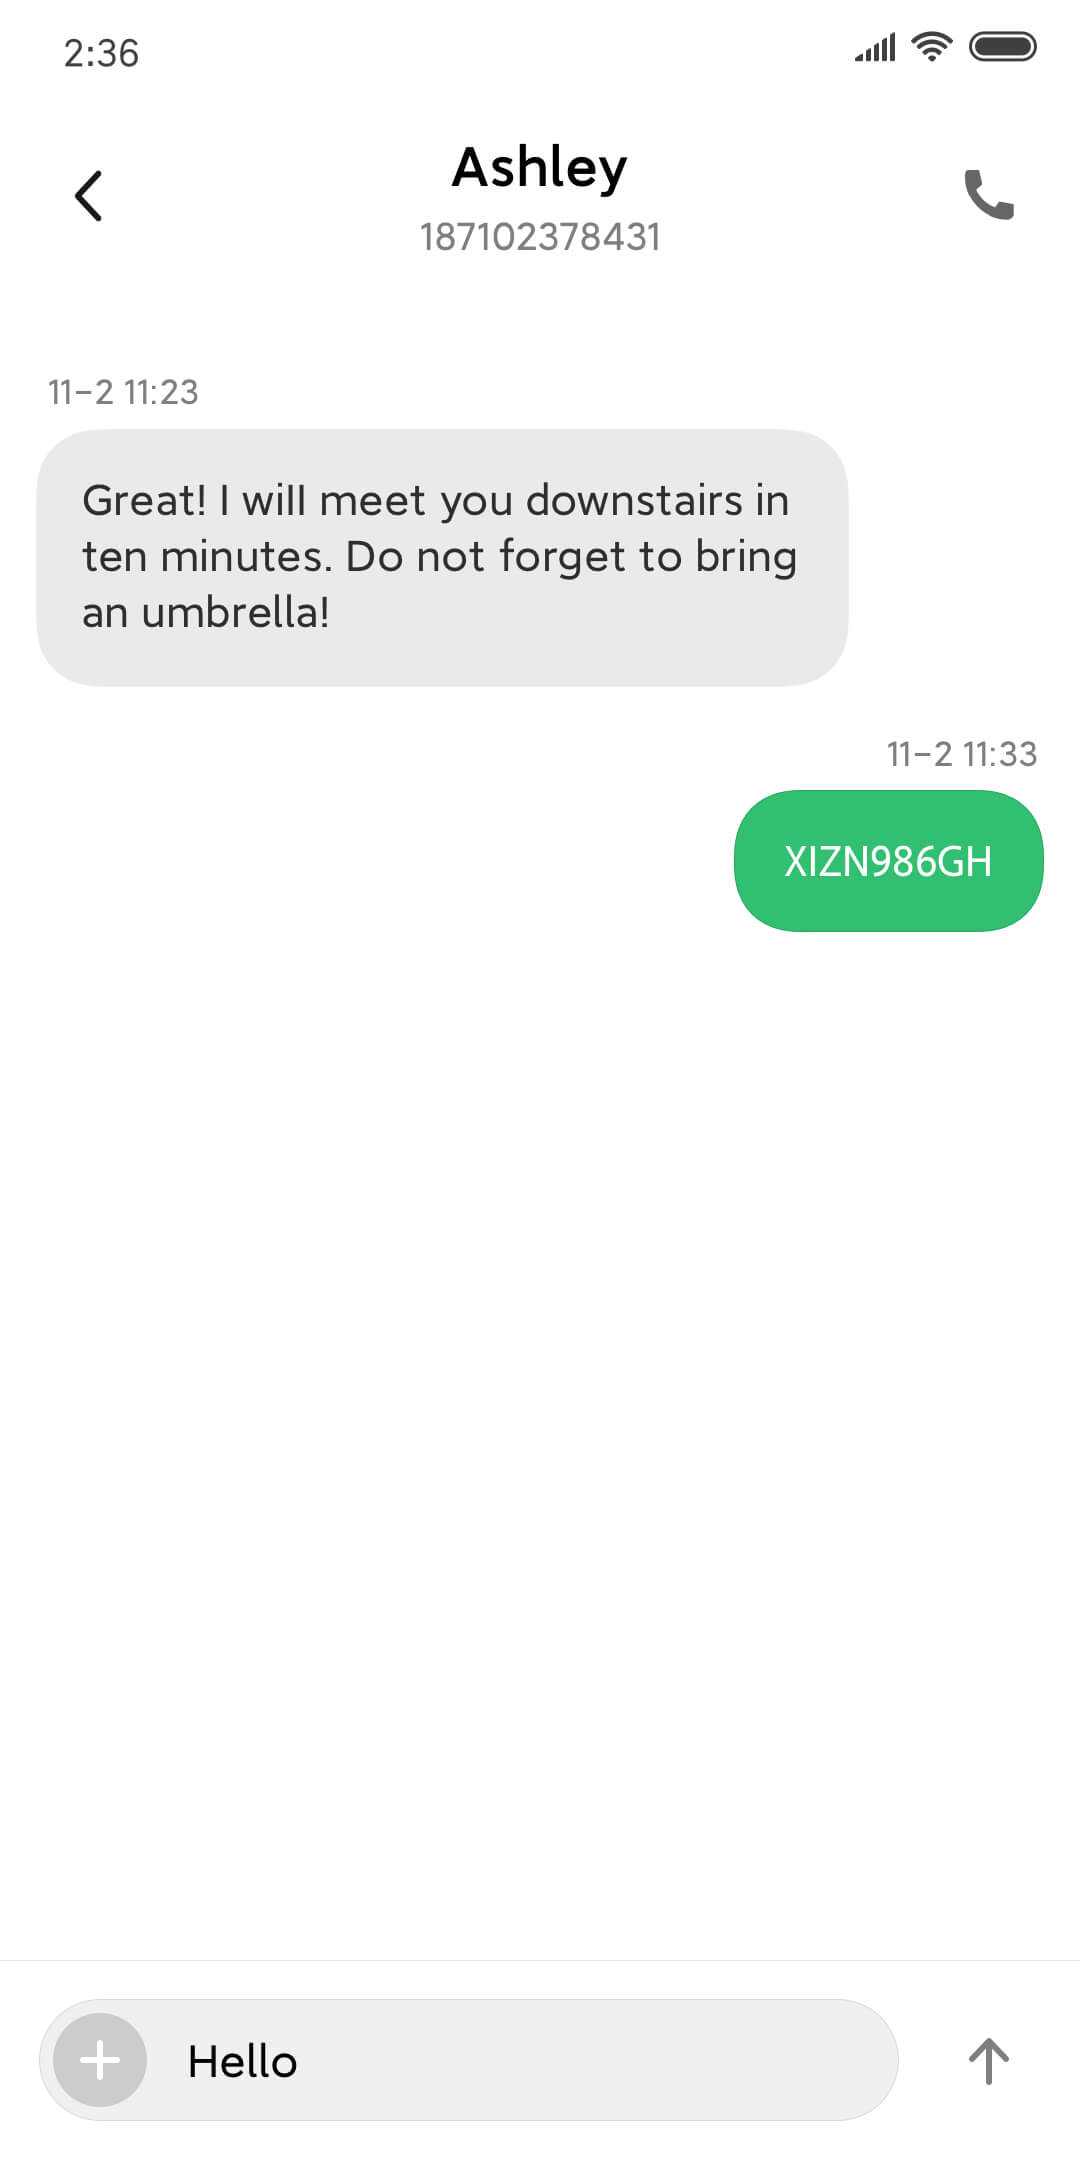 2:36
Ashley
187102378431
11-2 11:23
Great! I will meet you downstairs in
ten minutes. Do not forget to bring
an umbrella!
11-2 11:33
XIZN986GH
Hello